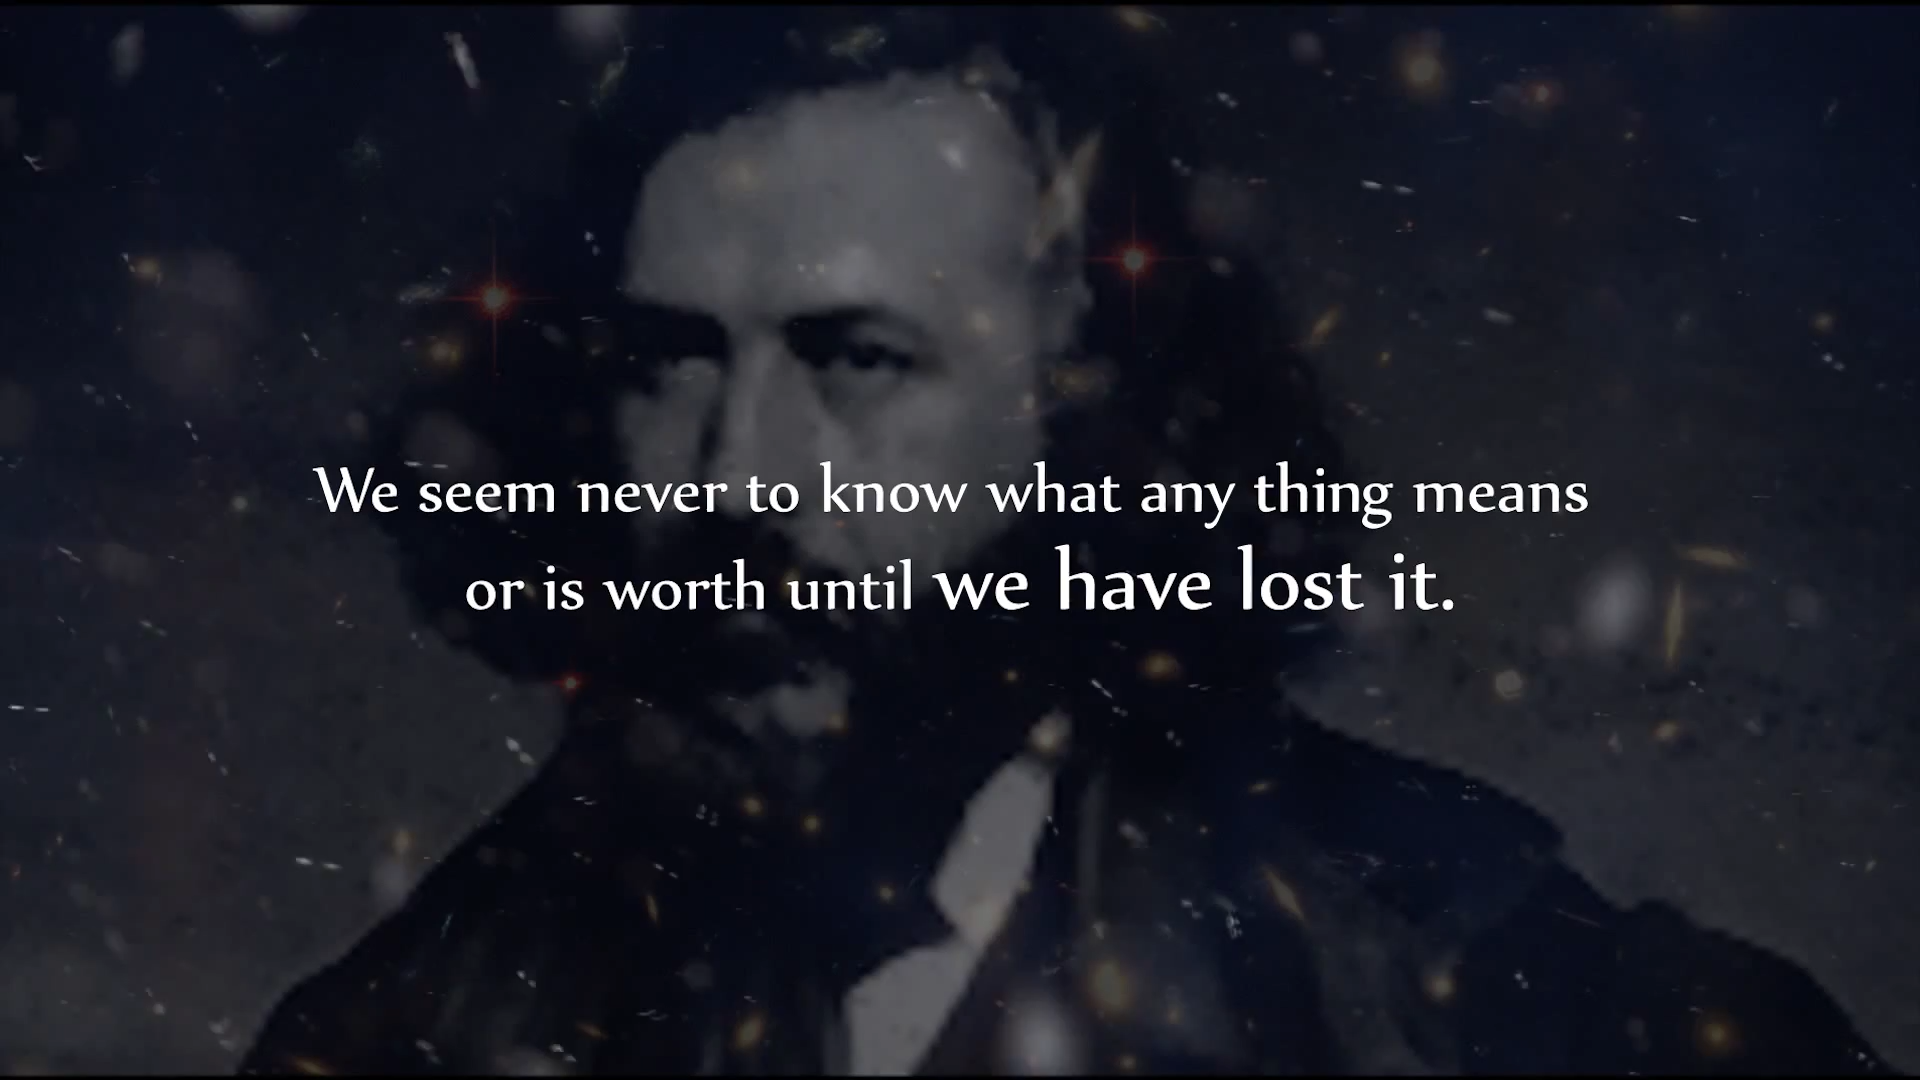 We seem never to know what any thing means
or is worth until we have lost it.